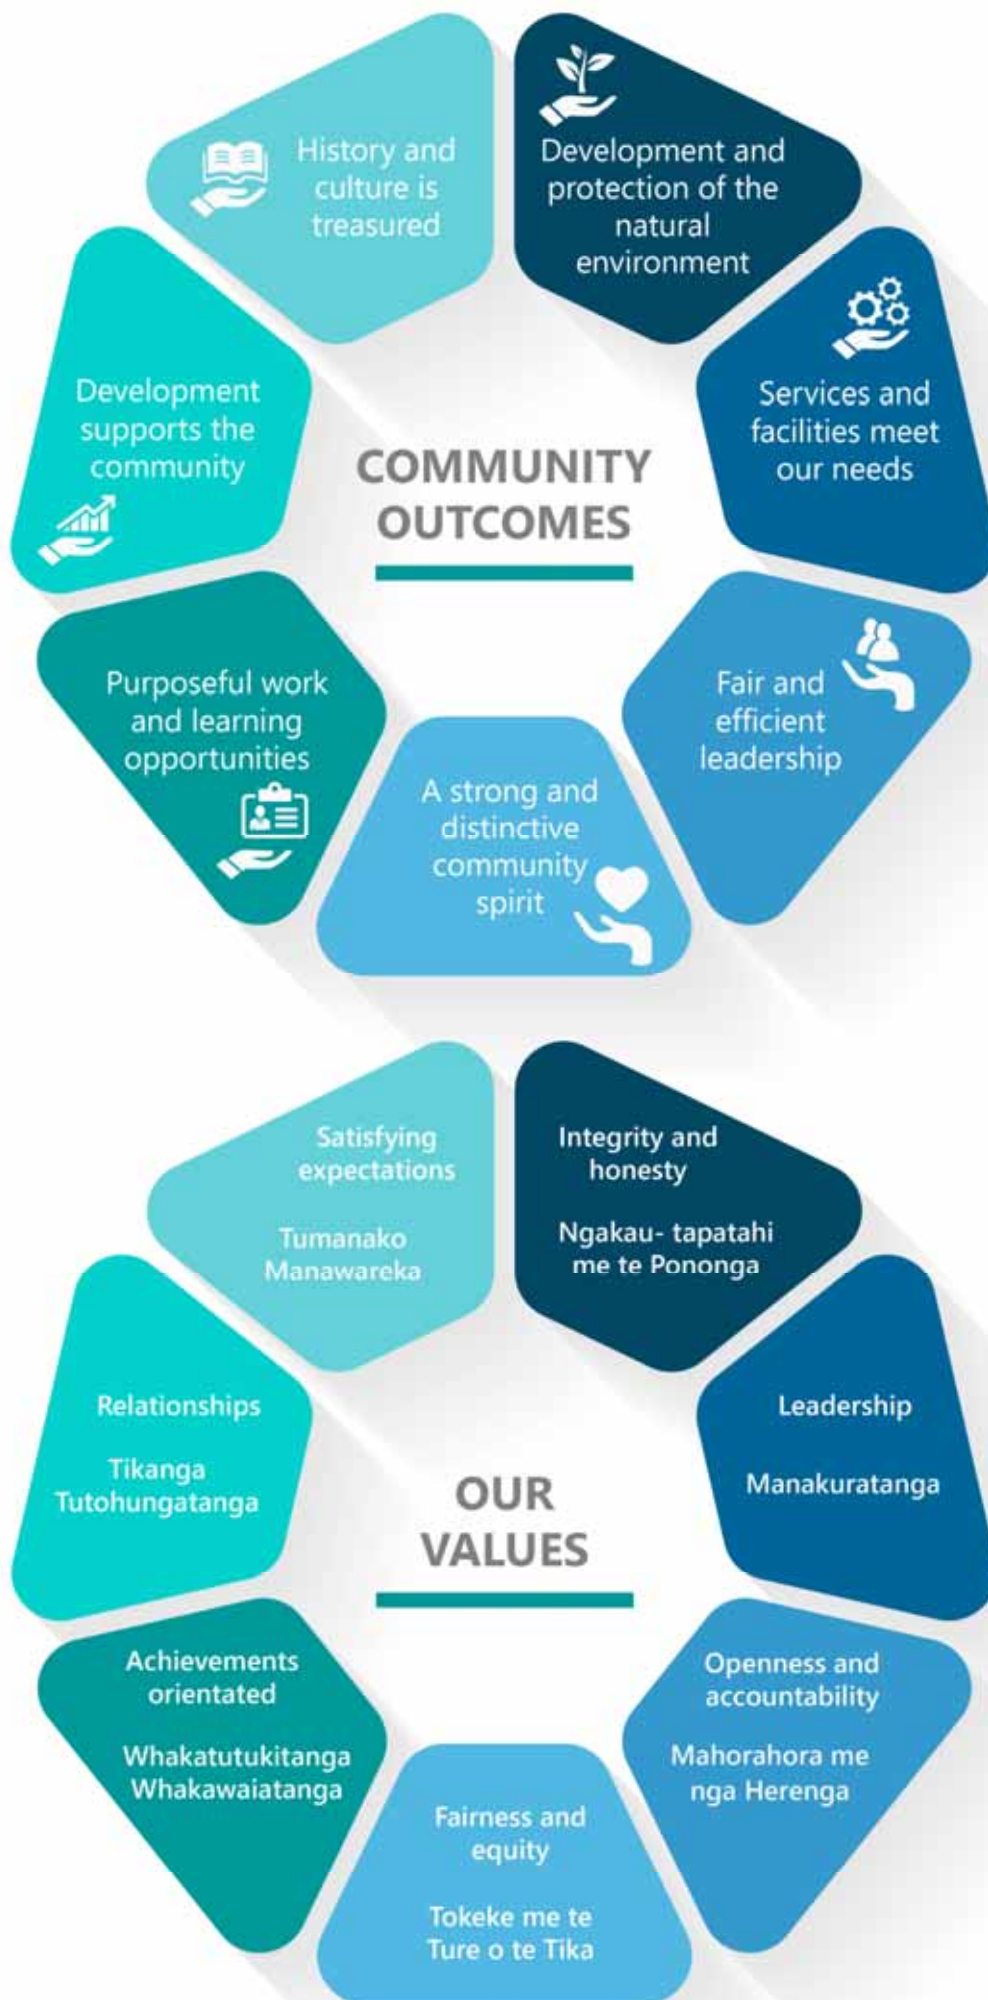 History and
culture is
treasured
Development and
protection of the
natural
environment
Services and
facilities meet
our needs
Fair and
efficient
leadership
A strong and
distinctive
community
spirit
Purposeful work
and learning
opportunities
Development
supports the
community
COMMUNITY
OUTCOMES
Satisfying
expectations
Tumanako
Manawareka
Integrity and
honesty
Ngakau- tapatahi
me te Pononga
Leadership
Manakuratanga
Openness and
accountability
Mahorahora me
nga Herenga
Fairness and
equity
Tokeke me te
Ture o te Tika
Achievements
orientated
Whakatutukitanga
Whakawaiatanga
Relationships
Tikanga
Tutohungatanga
OUR
VALUES